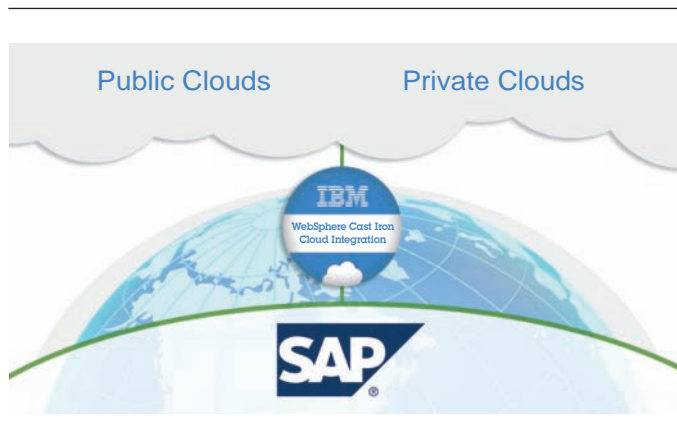 Public Clouds
Private Clouds
IBM
WebSphere Cast Iron
Cloud Integration
SAP
®